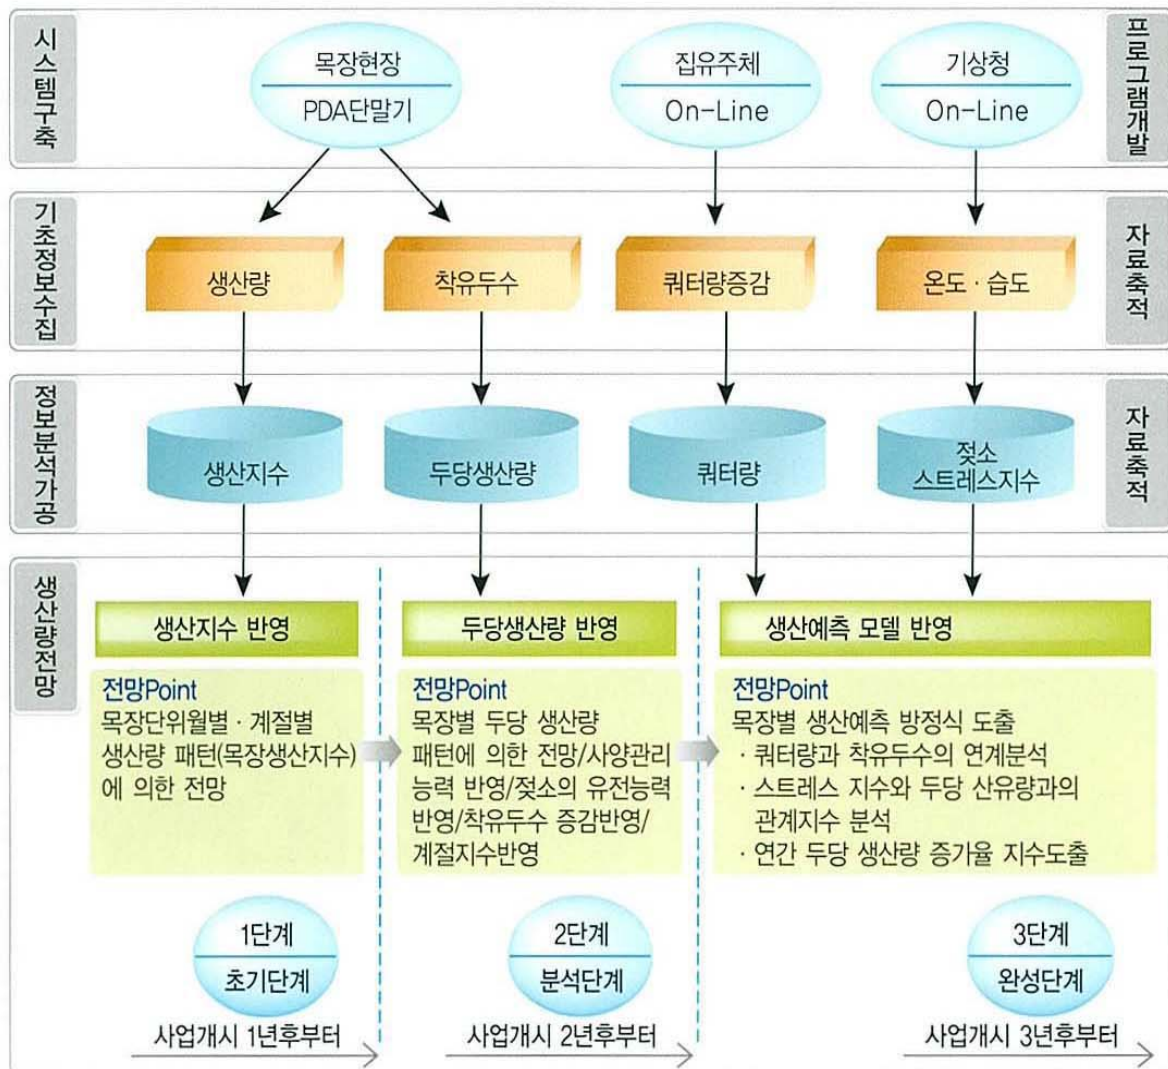 시스템구축
목장현장
PDA단말기
집유주체
On-Line
기상청
On-Line
프로그램개발
기초정보수집
생산량
착유두수
쿼터량증감
온도 · 습도
자료축적
정보분석가공
생산지수
두당생산량
쿼터량
젖소
스트레스지수
자료축적
생산량전망
생산지수 반영
전망Point
목장단위월별 · 계절별
생산량 패턴(목장생산지수)
에 의한 전망
두당생산량 반영
전망Point
목장별 두당 생산량
패턴에 의한 전망/사양관리
능력 반영/젖소의 유전능력
반영/착유두수 증감반영/
계절지수반영
생산예측 모델 반영
전망Point
목장별 생산예측 방정식 도출
· 쿼터량과 착유두수의 연계분석
· 스트레스 지수와 두당 산유량과의
관계지수 분석
· 연간 두당 생산량 증가율 지수도출
1단계
초기단계
사업개시 1년후부터
2단계
분석단계
사업개시 2년후부터
3단계
완성단계
사업개시 3년후부터